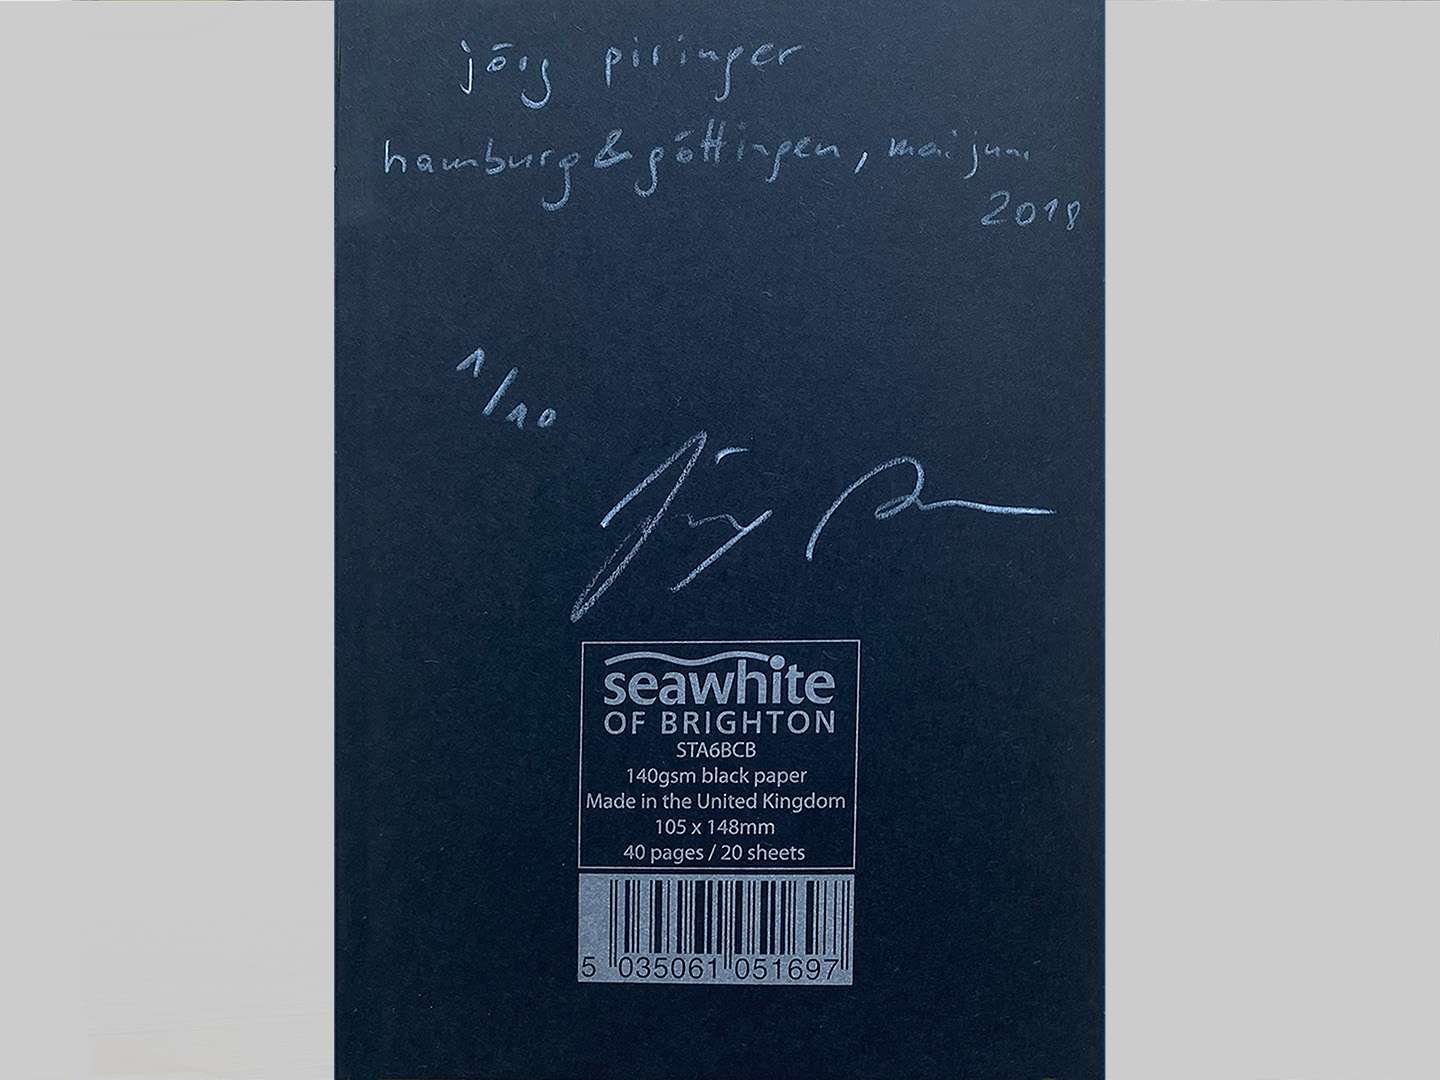 jörg piringer
hamburg & göttingen, mai juni
2018
1/10
seawhite
OF BRIGHTON
STA6BCB
140gsm black paper
Made in the United Kingdom
105 x 148mm
40 pages / 20 sheets
5 035061 051697